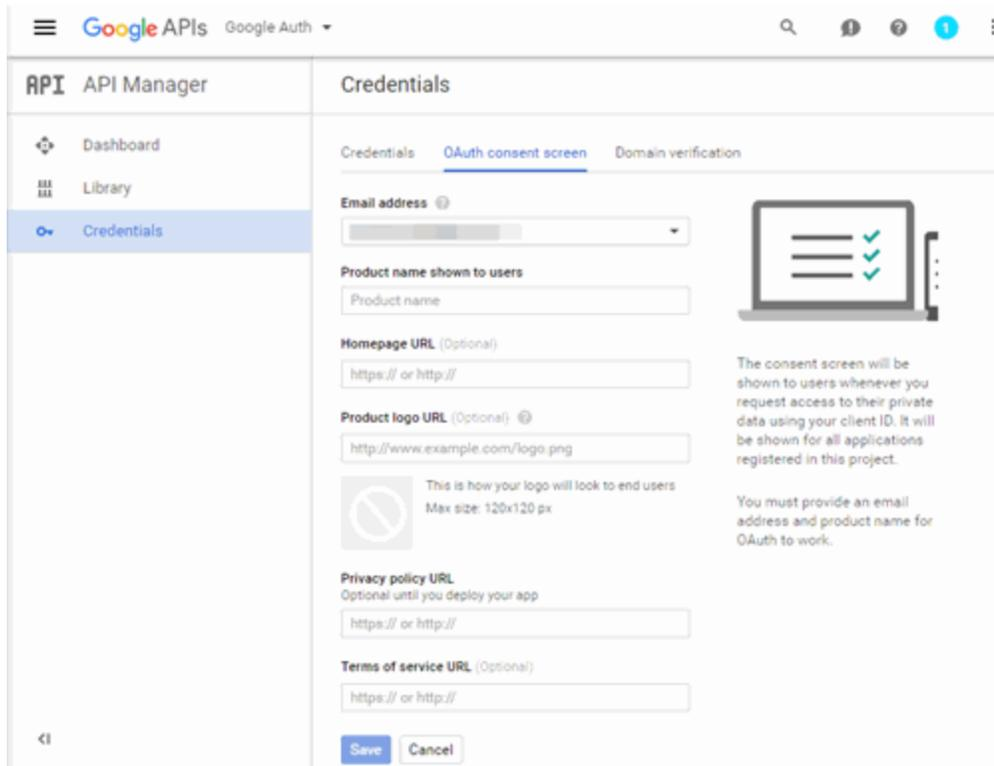 Google APIs Google Auth
1
API API Manager
Credentials
Dashboard
Library
Credentials
Credentials OAuth consent screen Domain verification
Email address
Product name shown to users
Product name
Homepage URL (Optional)
https:// or http://
Product logo URL (Optional)
http://www.example.com/logo.png
This is how your logo will look to end users
Max size: 120x120 px
Privacy policy URL
Optional until you deploy your app
https:// or http://
Terms of service URL (Optional)
https:// or http://
Save Cancel
The consent screen will be
shown to users whenever you
request access to their private
data using your client ID. It will
be shown for all applications
registered in this project.
You must provide an email
address and product name for
OAuth to work.